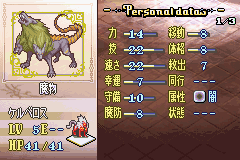 Personal data
1/3
力 14 移動 8
技 22 体格 8
速さ 22 救出 7
幸運 7 同行 ---
守備 10 属性 闇
魔防 8 状態 ---
魔物
ケルベロス
LV 5 E--
HP 41/41